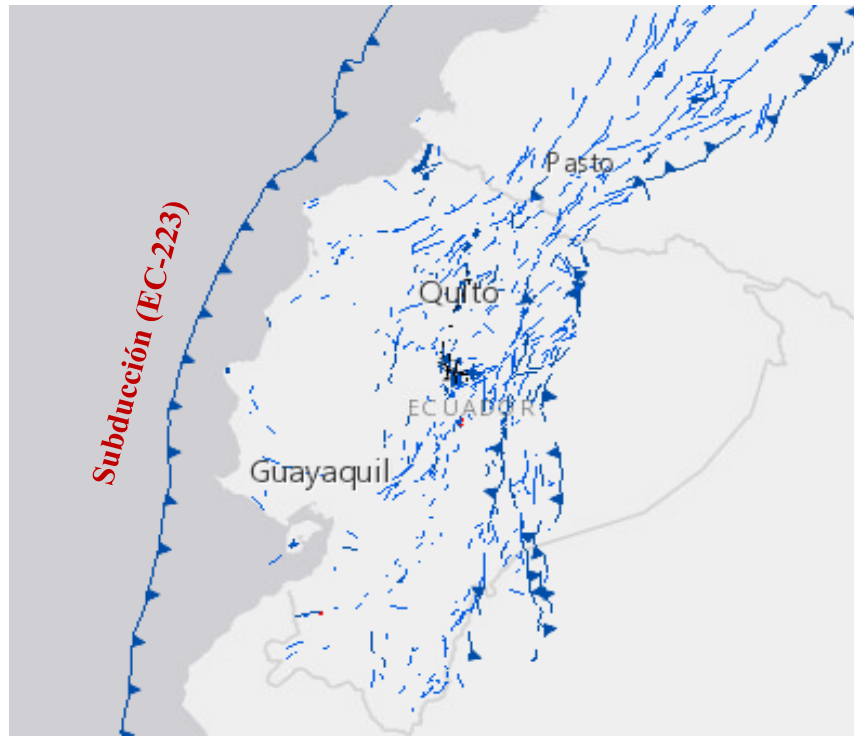 Pasto
Subducción (EC-223)
Quito
ECUADOR
Guayaquil